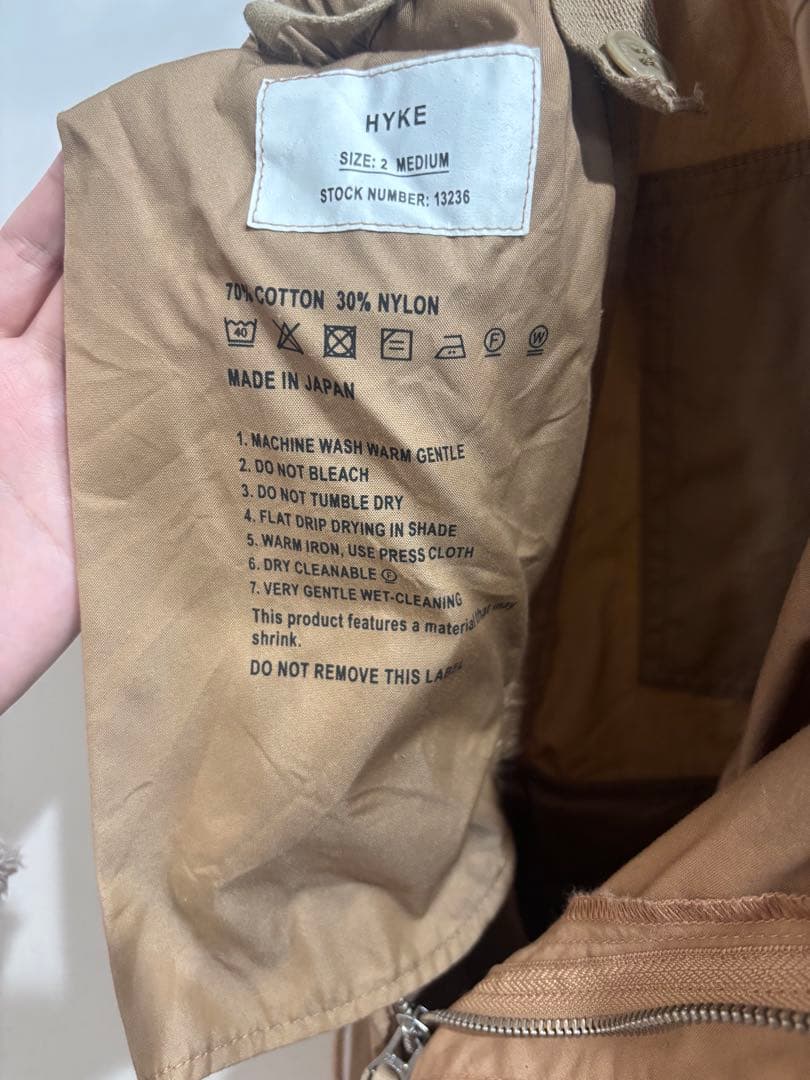 HYKE
SIZE: 2 MEDIUM
STOCK NUMBER: 13236
70% COTTON 30% NYLON
40 F W
MADE IN JAPAN
1. MACHINE WASH WARM GENTLE
2. DO NOT BLEACH
3. DO NOT TUMBLE DRY
4. FLAT DRIP DRYING IN SHADE
5. WARM IRON, USE PRESS CLOTH
6. DRY CLEANABLE Ⓕ
7. VERY GENTLE WET-CLEANING
This product features a material that may
shrink.
DO NOT REMOVE THIS LABEL